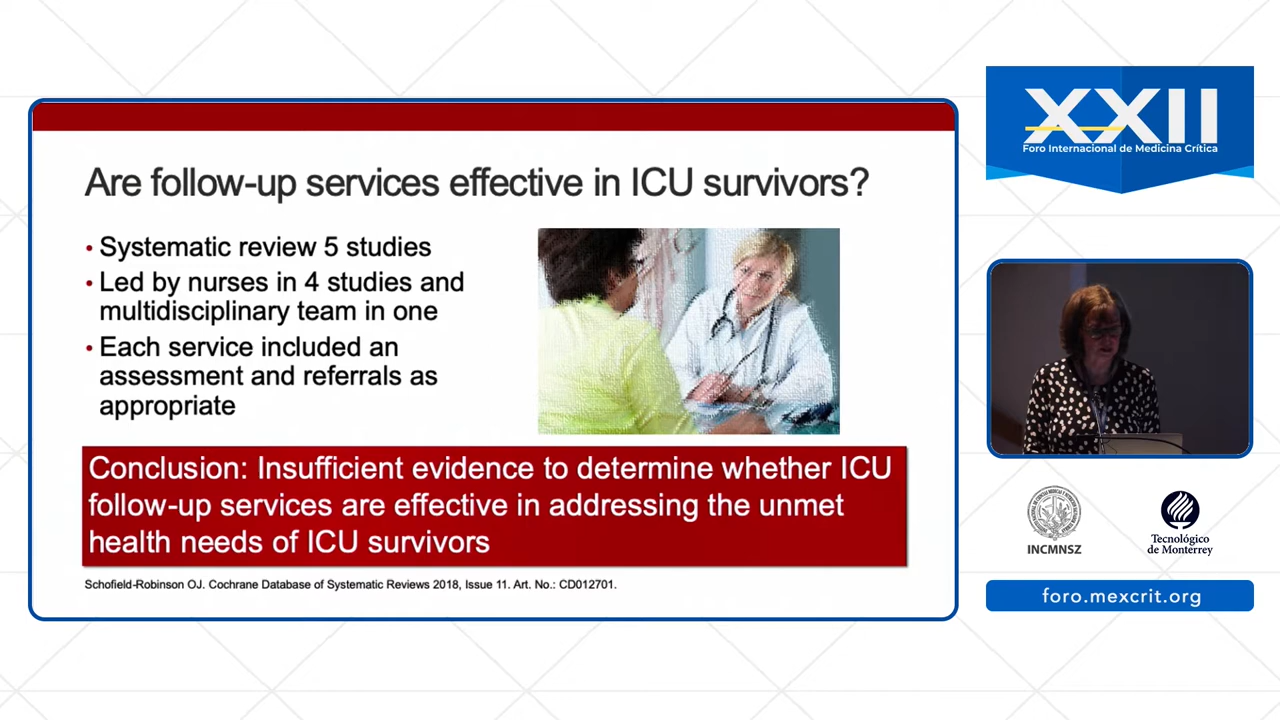 Are follow-up services effective in ICU survivors?
• Systematic review 5 studies
• Led by nurses in 4 studies and
multidisciplinary team in one
• Each service included an
assessment and referrals as
appropriate
Conclusion: Insufficient evidence to determine whether ICU
follow-up services are effective in addressing the unmet
health needs of ICU survivors
Schofield-Robinson OJ. Cochrane Database of Systematic Reviews 2018, Issue 11. Art. No.: CD012701.
XXII
Foro Internacional de Medicina Crítica
INCMNSZ
Tecnológico
de Monterrey
foro.mexcrit.org